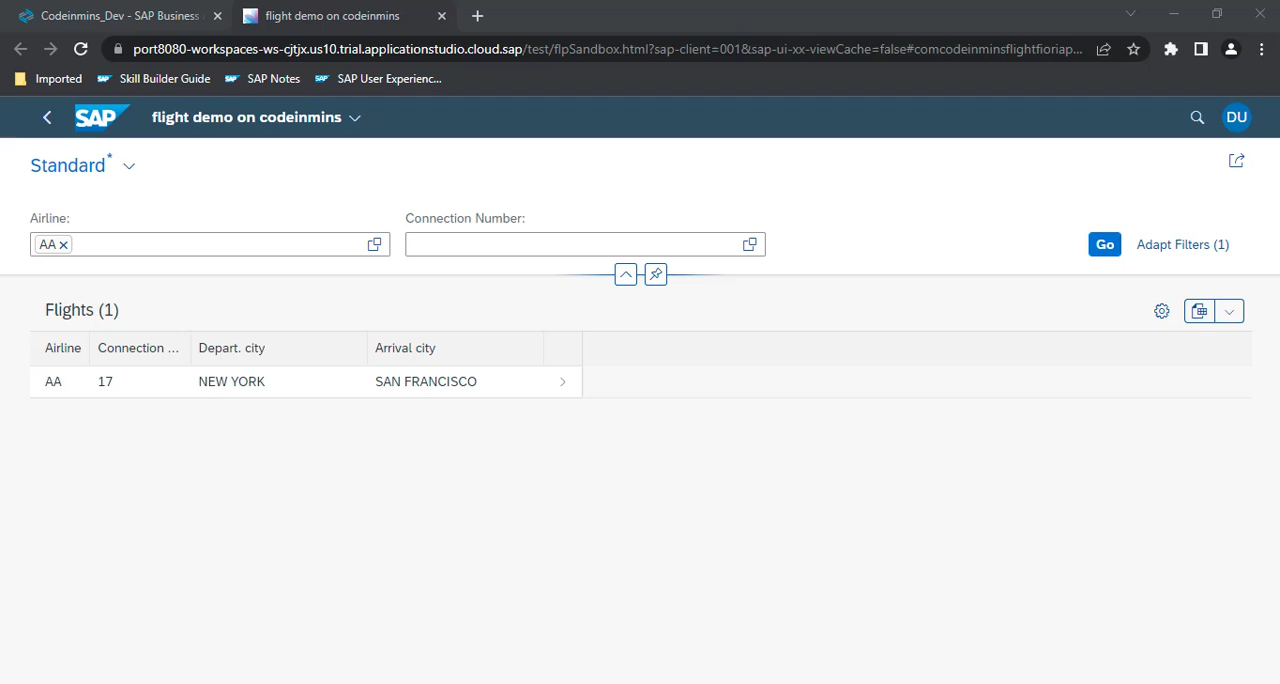 Codeinmins_Dev - SAP Business
flight demo on codeinmins
port8080-workspaces-ws-cjtjx.us10.trial.applicationstudio.cloud.sap/test/flpSandbox.html?sap-client=001&sap-ui-xx-viewCache=false#comcodeinminsflightfioriap...
Imported SAP Skill Builder Guide SAP SAP Notes SAP SAP User Experienc...
SAP flight demo on codeinmins DU
Standard*
Airline: Connection Number:
AA Go Adapt Filters (1)
Flights (1)
Airline Connection ... Depart. city Arrival city
AA 17 NEW YORK SAN FRANCISCO